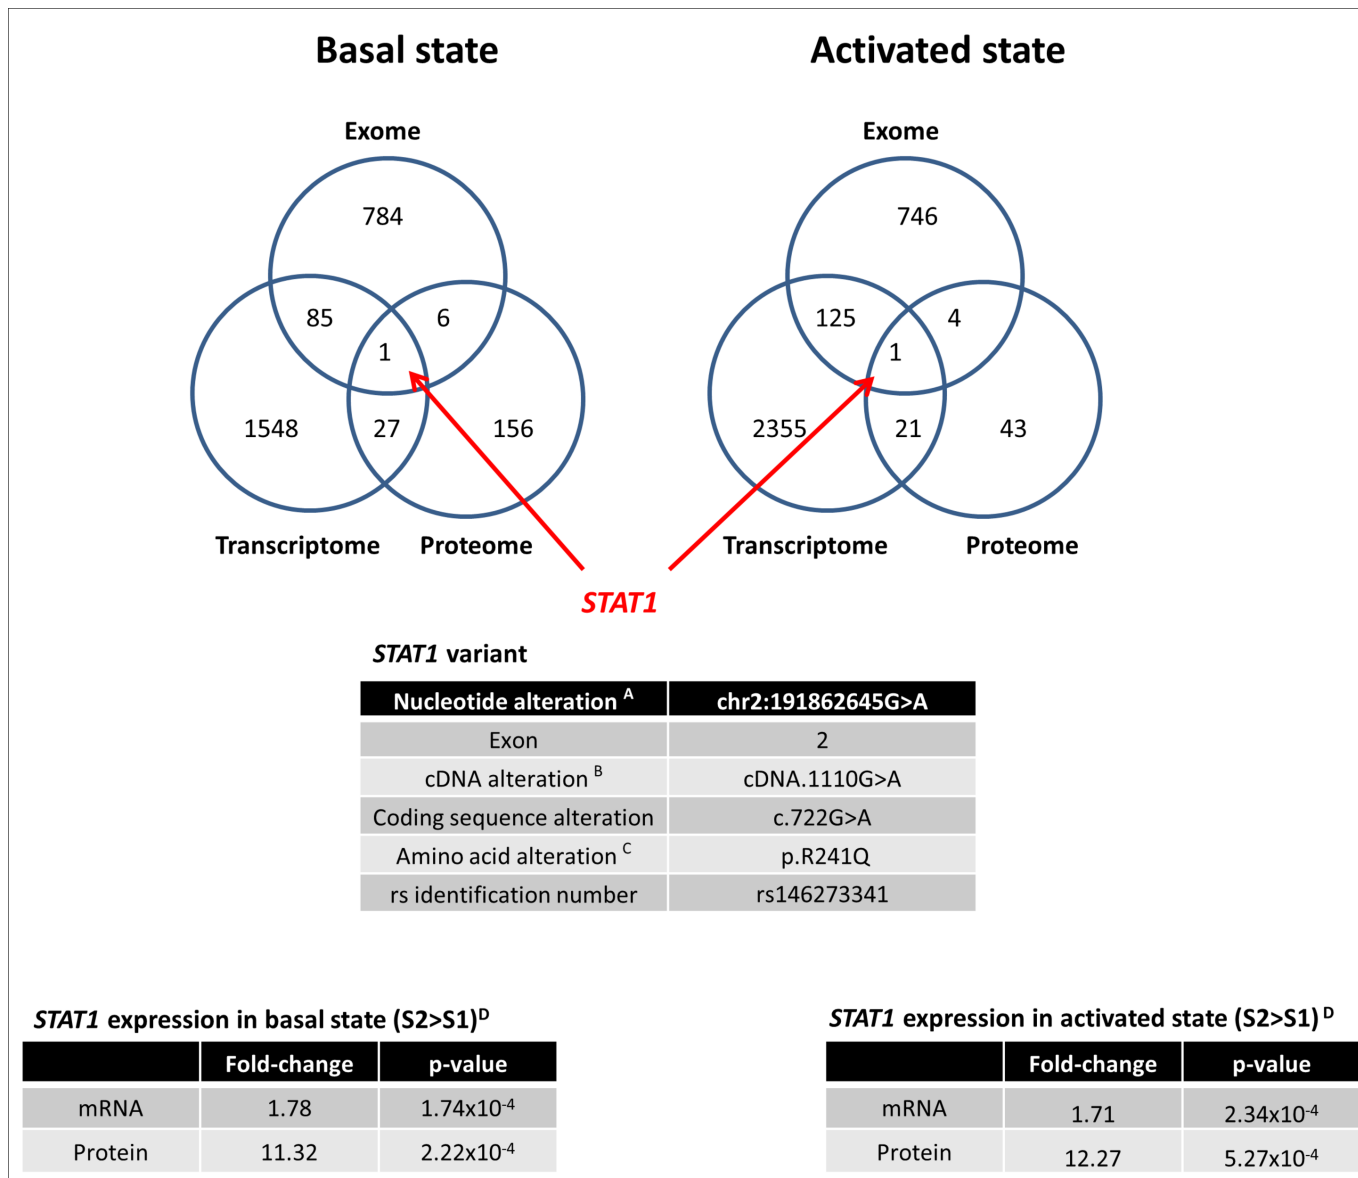 Basal state Activated state
Exome Exome
784 746
85 6 125 4
1 1
1548 27 156 2355 21 43
Transcriptome Proteome Transcriptome Proteome
STAT1
STAT1 variant
Nucleotide alteration A chr2:191862645G>A
Exon 2
cDNA alteration B cDNA.1110G>A
Coding sequence alteration c.722G>A
Amino acid alteration C p.R241Q
rs identification number rs146273341
STAT1 expression in basal state (S2>S1)D
Fold-change p-value
mRNA 1.78 1.74x10-4
Protein 11.32 2.22x10-4
STAT1 expression in activated state (S2>S1) D
Fold-change p-value
mRNA 1.71 2.34x10-4
Protein 12.27 5.27x10-4